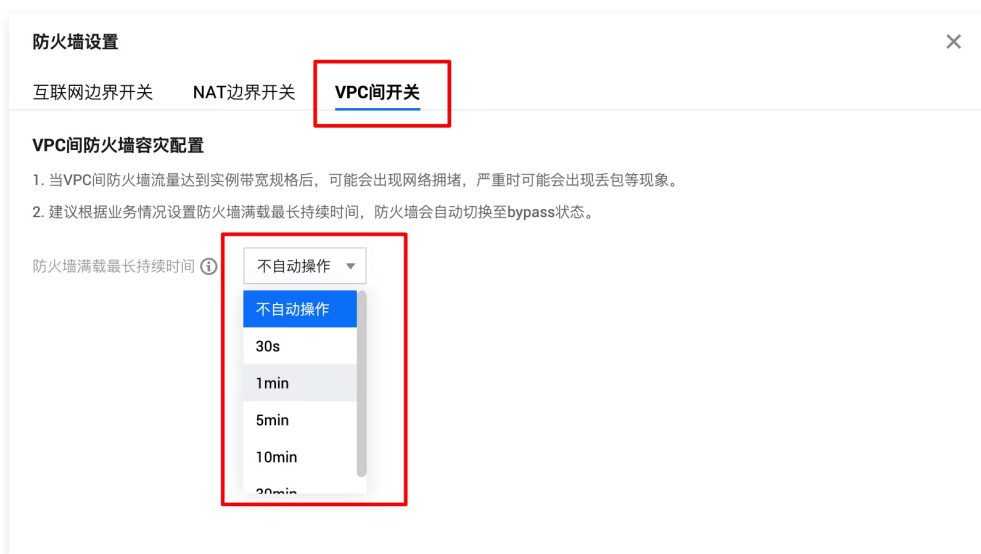 防火墙设置
互联网边界开关 NAT边界开关 VPC间开关
VPC间防火墙容灾配置
1. 当VPC间防火墙流量达到实例带宽规格后，可能会出现网络拥堵，严重时可能会出现丢包等现象。
2. 建议根据业务情况设置防火墙满载最长持续时间，防火墙会自动切换至bypass状态。
防火墙满载最长持续时间 不自动操作
不自动操作
30s
1min
5min
10min